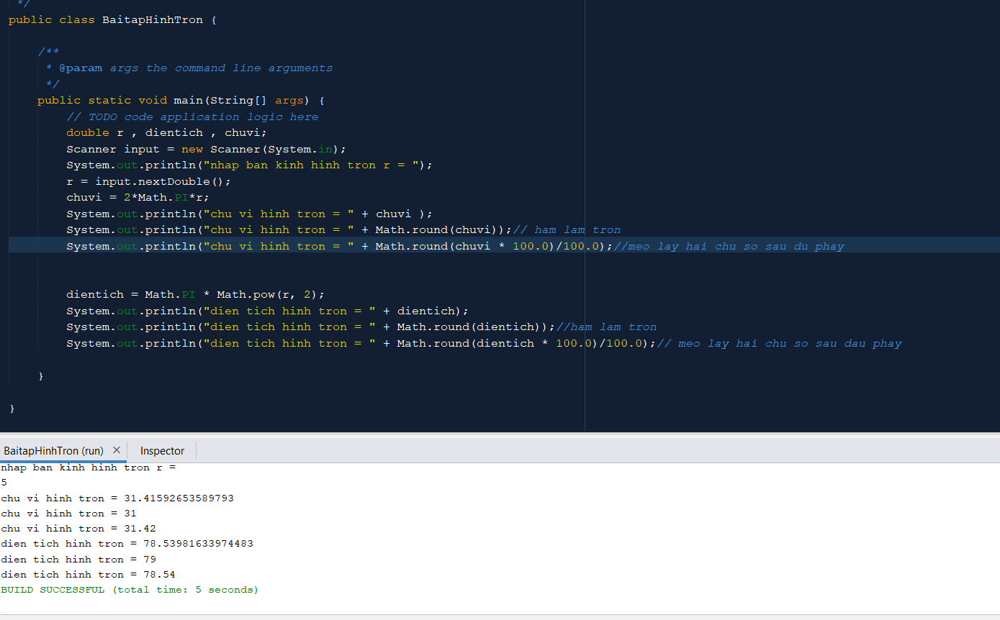 */
public class BaitapHinhTron {
/**
* @param args the command line arguments
*/
public static void main(String[] args) {
// TODO code application logic here
double r , dientich , chuvi;
Scanner input = new Scanner(System.in);
System.out.println("nhap ban kinh hinh tron r = ");
r = input.nextDouble();
chuvi = 2*Math.PI*r;
System.out.println("chu vi hinh tron = " + chuvi );
System.out.println("chu vi hinh tron = " + Math.round(chuvi));// ham lam tron
System.out.println("chu vi hinh tron = " + Math.round(chuvi * 100.0)/100.0);//meo lay hai chu so sau du phay
dientich = Math.PI * Math.pow(r, 2);
System.out.println("dien tich hinh tron = " + dientich);
System.out.println("dien tich hinh tron = " + Math.round(dientich));//ham lam tron
System.out.println("dien tich hinh tron = " + Math.round(dientich * 100.0)/100.0);// meo lay hai chu so sau dau phay
}
}
BaitapHinhTron (run) × Inspector
nhap ban kinh hinh tron r =
5
chu vi hinh tron = 31.41592653589793
chu vi hinh tron = 31
chu vi hinh tron = 31.42
dien tich hinh tron = 78.53981633974483
dien tich hinh tron = 79
dien tich hinh tron = 78.54
BUILD SUCCESSFUL (total time: 5 seconds)